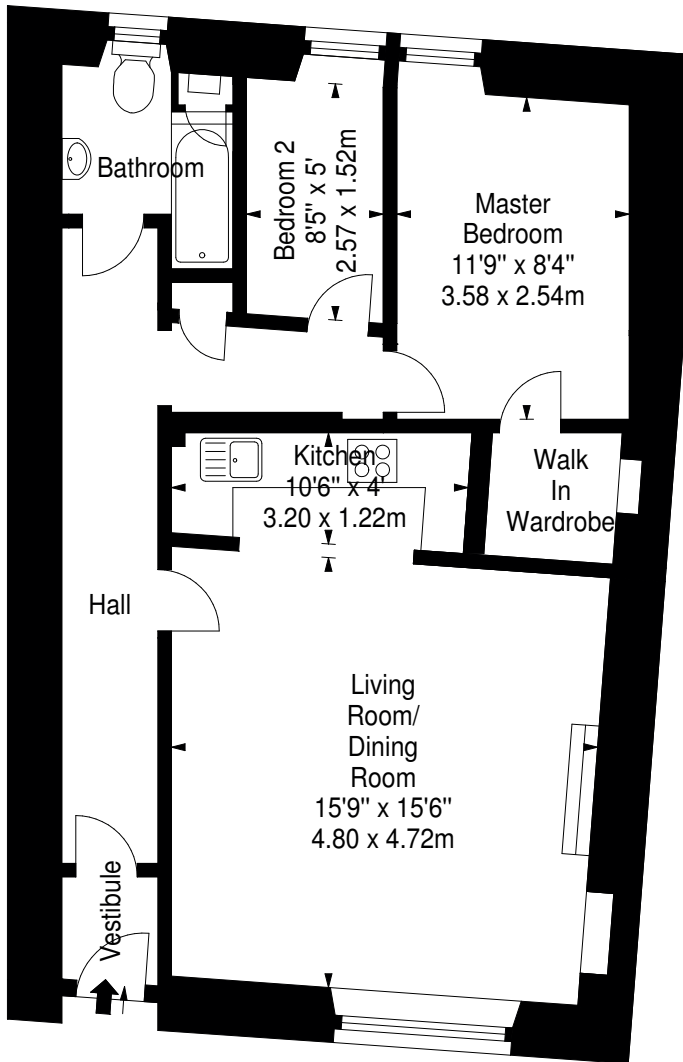 Bathroom
Bedroom 2
8'5" x 5'
2.57 x 1.52m
Master
Bedroom
11'9" x 8'4"
3.58 x 2.54m
Kitchen
10'6" x 4'
3.20 x 1.22m
Walk
In
Wardrobe
Hall
Living
Room/
Dining
Room
15'9" x 15'6"
4.80 x 4.72m
Vestibule